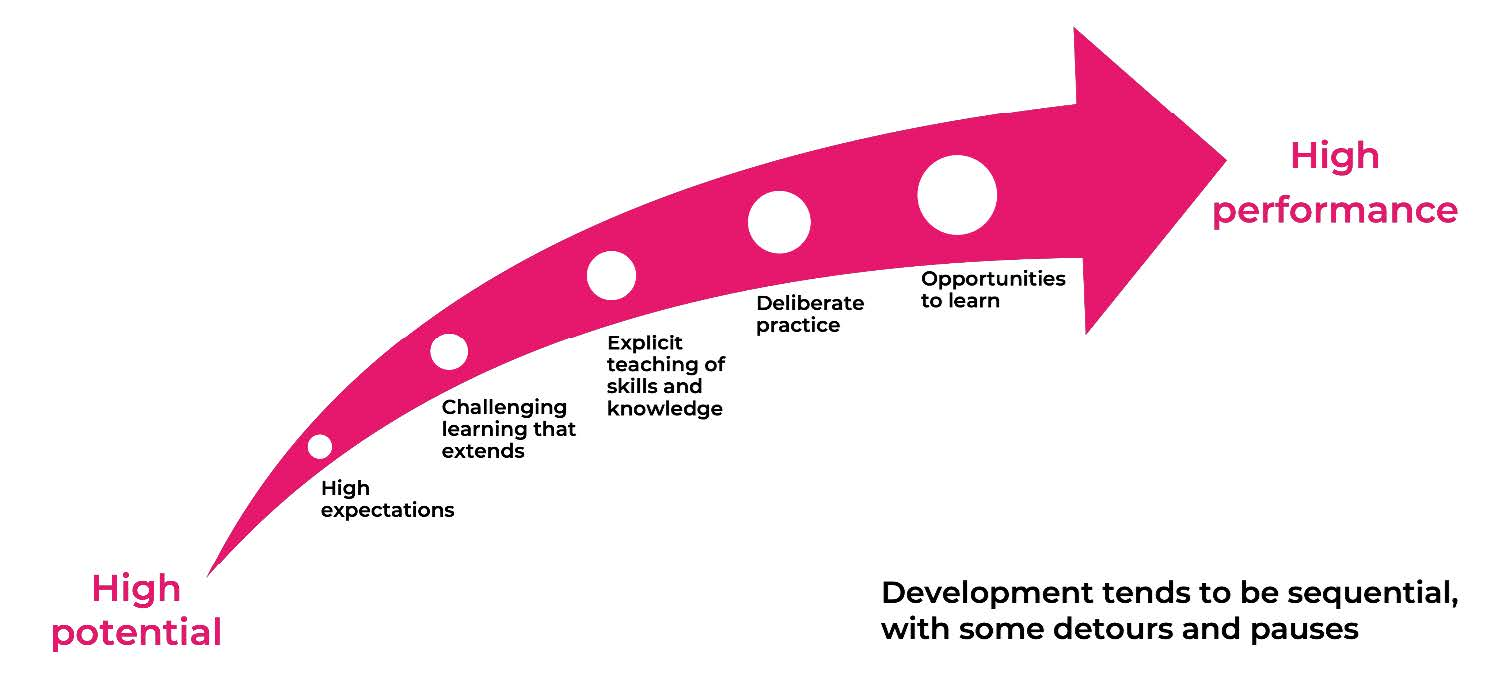 High
potential
High
expectations
Challenging
learning that
extends
Explicit
teaching of
skills and
knowledge
Deliberate
practice
Opportunities
to learn
High
performance
Development tends to be sequential,
with some detours and pauses